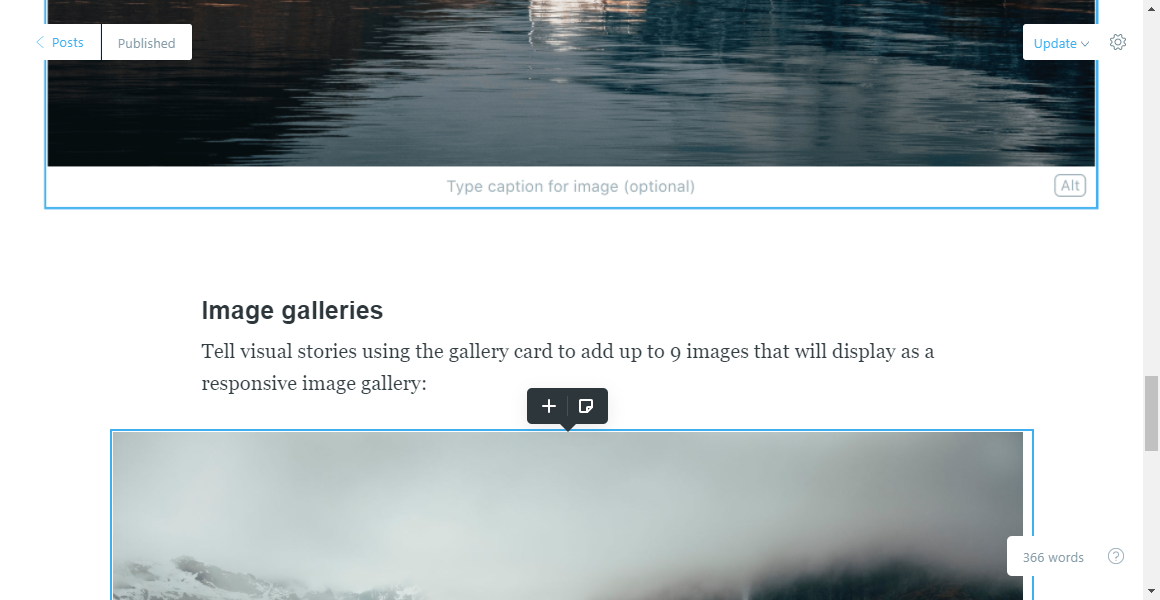 Posts
Published
Update
Type caption for image (optional)
Alt
Image galleries
Tell visual stories using the gallery card to add up to 9 images that will display as a
responsive image gallery:
366 words
?